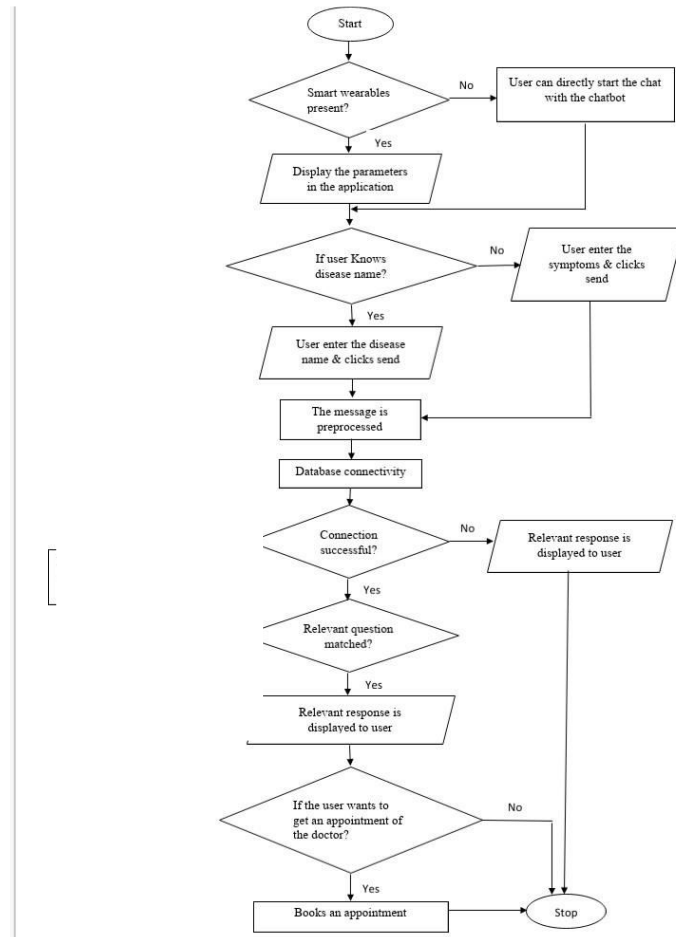 Start
Smart wearables
present?
No
User can directly start the chat
with the chatbot
Yes
Display the parameters
in the application
If user Knows
disease name?
No
User enter the
symptoms & clicks
send
Yes
User enter the disease
name & clicks send
The message is
preprocessed
Database connectivity
Connection
successful?
No
Relevant response is
displayed to user
Yes
Relevant question
matched?
Yes
Relevant response is
displayed to user
If the user wants to
get an appointment of
the doctor?
No
Yes
Books an appointment
Stop